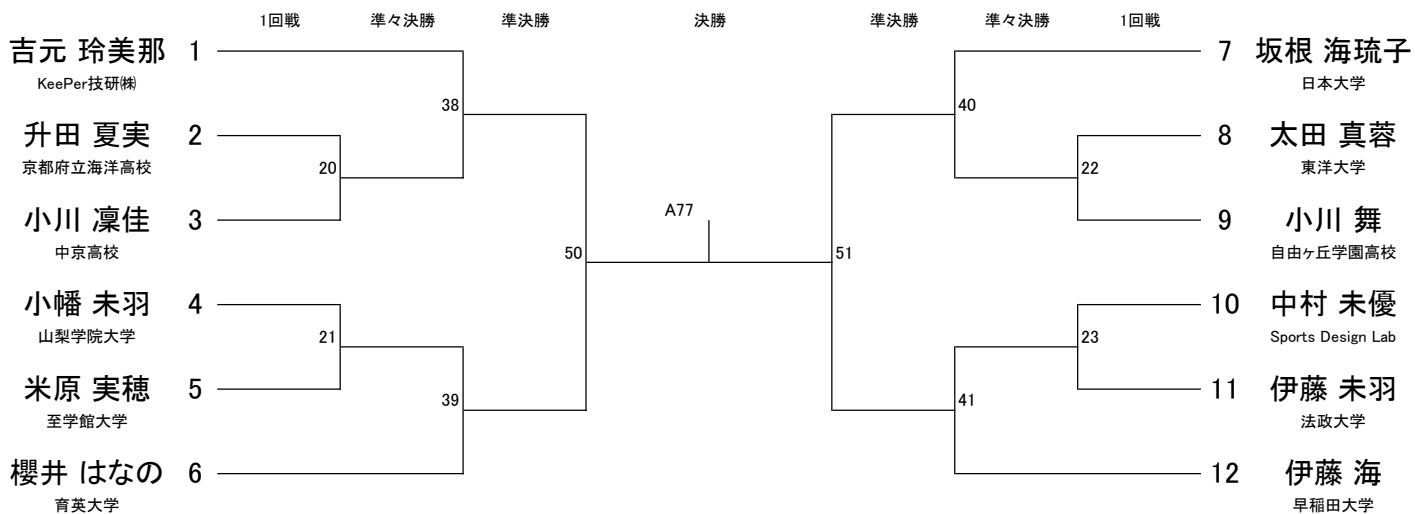 1回戦 準々決勝 準決勝 決勝 準決勝 準々決勝 1回戦
吉元 玲美那 1
KeePer技研㈱
升田 夏実 2
京都府立海洋高校
小川 凜佳 3
中京高校
小幡 未羽 4
山梨学院大学
米原 実穂 5
至学館大学
櫻井 はなの 6
育英大学
20
21
38
39
50
A77
51
40
41
22
23
7 坂根 海琉子
日本大学
8 太田 真蓉
東洋大学
9 小川 舞
自由ヶ丘学園高校
10 中村 未優
Sports Design Lab
11 伊藤 未羽
法政大学
12 伊藤 海
早稲田大学